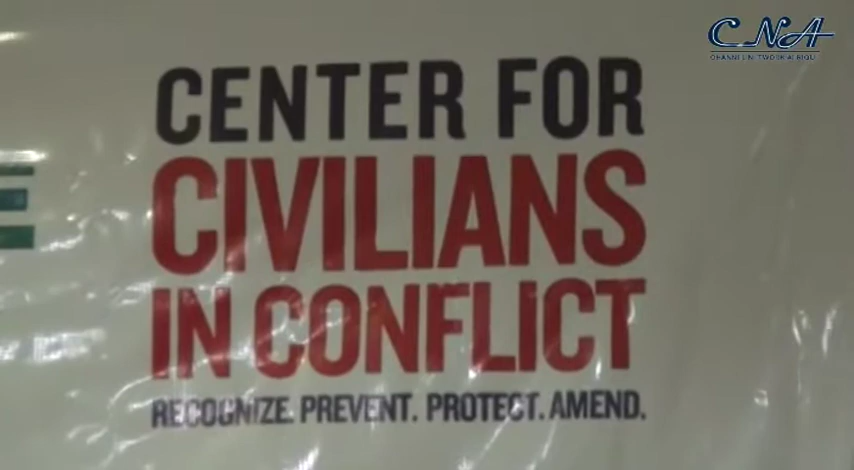 CNA
CENTER FOR
CIVILIANS
IN CONFLICT
RECOGNIZE. PREVENT. PROTECT. AMEND.